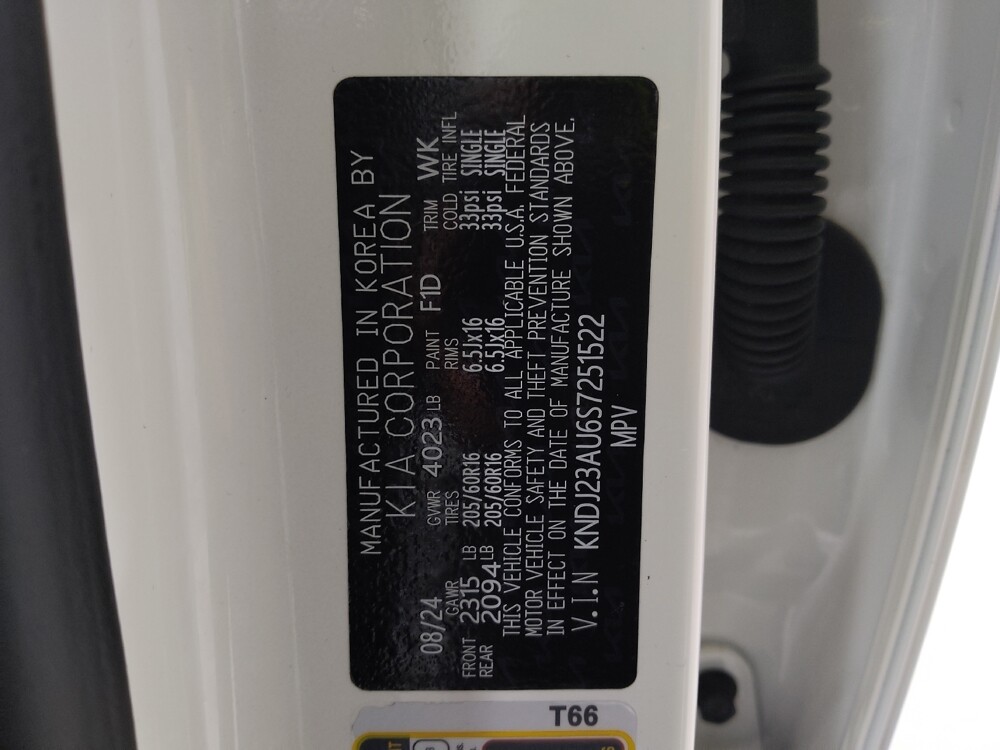 MANUFACTURED IN KOREA BY
KIA CORPORATION
08/24 GVWR 4023 LB PAINT F1D TRIM WK
GAWR TIRES RIMS COLD TIRE INFL
FRONT 2315 LB 205/60R16 6.5Jx16 33psi SINGLE
REAR 2094 LB 205/60R16 6.5Jx16 33psi SINGLE
THIS VEHICLE CONFORMS TO ALL APPLICABLE U.S.A. FEDERAL
MOTOR VEHICLE SAFETY AND THEFT PREVENTION STANDARDS
IN EFFECT ON THE DATE OF MANUFACTURE SHOWN ABOVE.
V.I.N KNDJ23AU6S7251522
MPV
T66